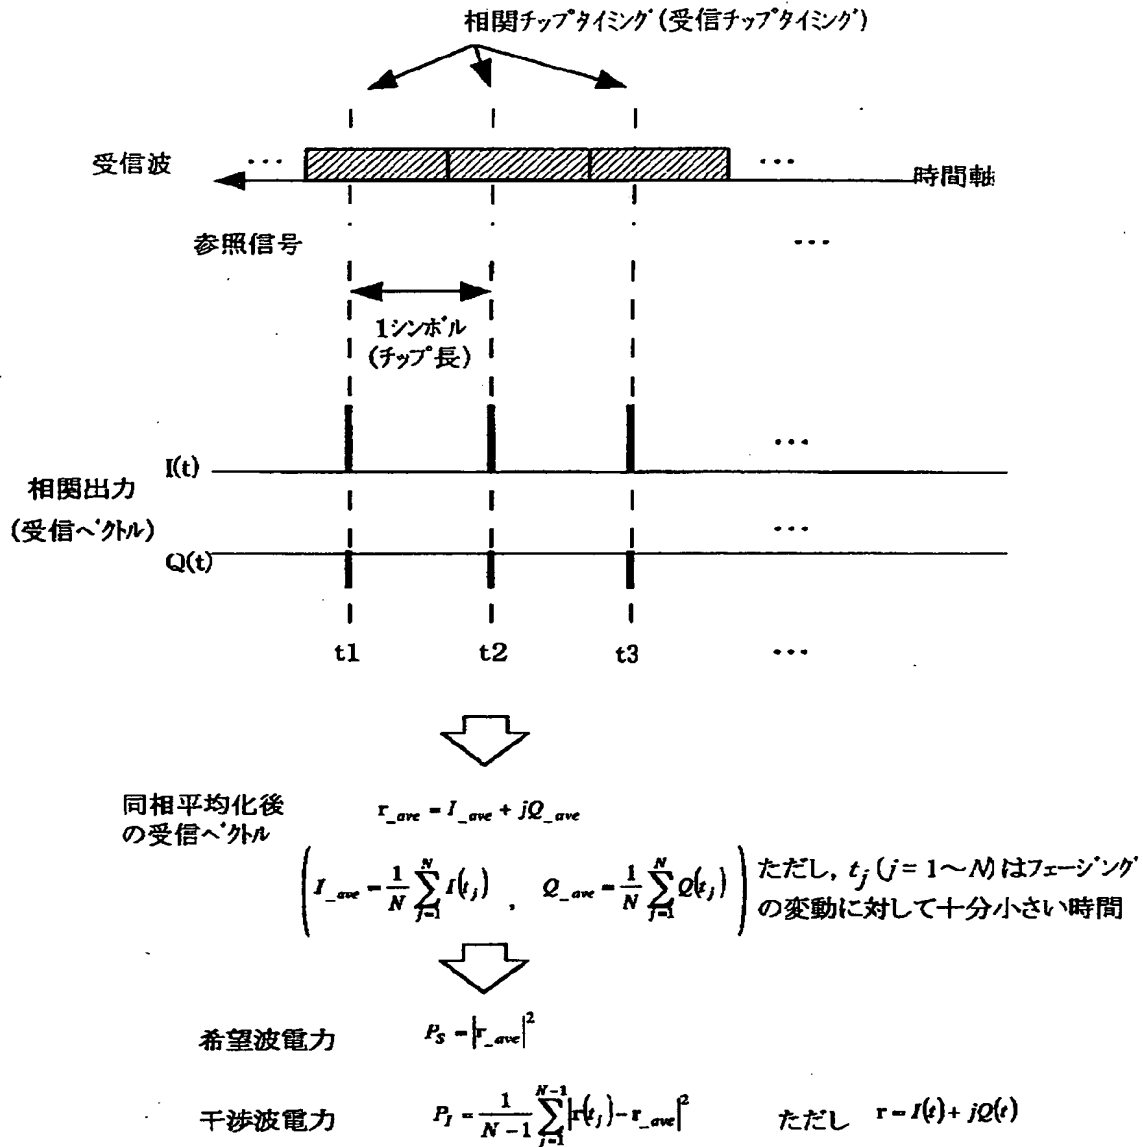 相関チップタイミング(受信チップタイミング)
受信波 ... ... 時間軸
参照信号 ...
1シンボル
(チップ長)
...
I(t)
相関出力
(受信ベクトル) ...
Q(t)
t1 t2 t3 ...
同相平均化後
の受信ベクトル
r_ave = I_ave + jQ_ave
( I_ave = 1/N Σ_{j=1}^{N} I(t_j) , Q_ave = 1/N Σ_{j=1}^{N} Q(t_j) ) ただし, t_j (j = 1~N)はフェージング
の変動に対して十分小さい時間
希望波電力 P_S = |r_ave|^2
干渉波電力 P_I = 1/(N-1) Σ_{j=1}^{N-1} |r(t_j) - r_ave|^2 ただし r = I(t) + jQ(t)